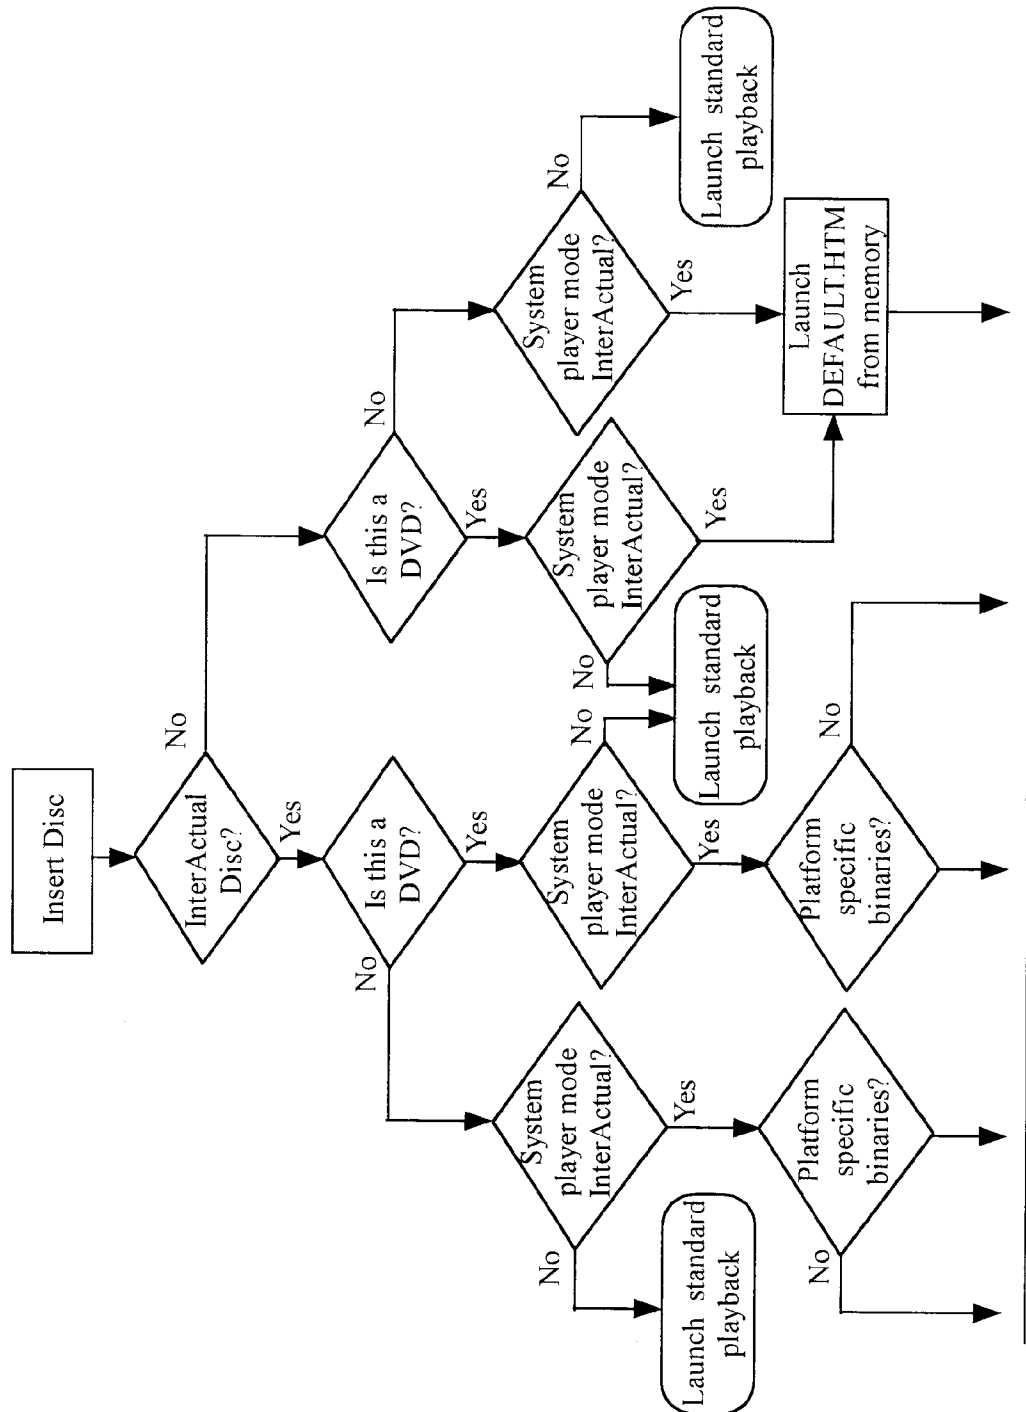 Insert Disc
InterActual
Disc?
No
Yes
Is this a
DVD?
No
Yes
Is this a
DVD?
No
Yes
System
player mode
InterActual?
No
Yes
System
player mode
InterActual?
No
Yes
System
player mode
InterActual?
No
Yes
System
player mode
InterActual?
No
Yes
Launch standard
playback
Launch standard
playback
Launch standard
playback
Platform
specific
binaries?
No
Platform
specific
binaries?
No
Launch
DEFAULT.HTM
from memory